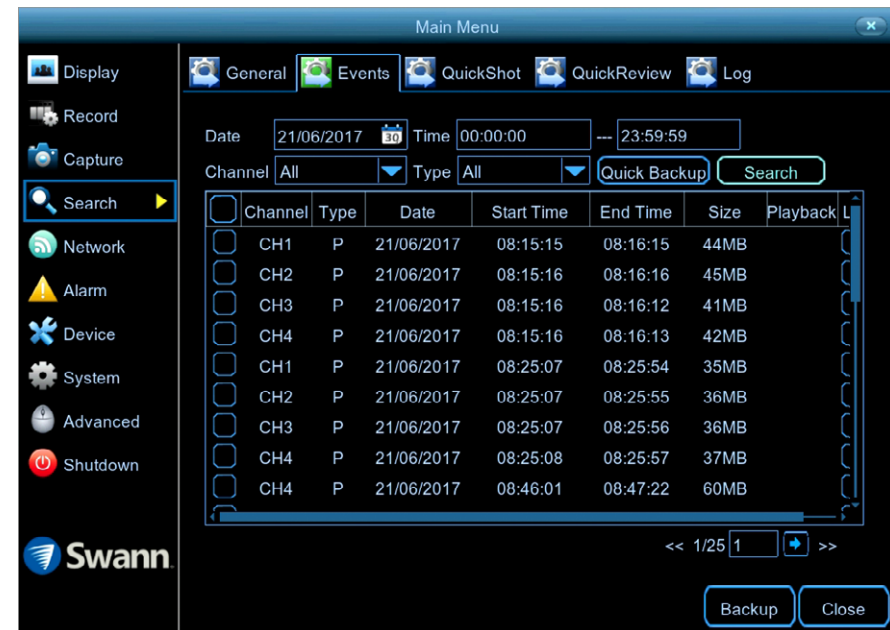 Main Menu
Display
Record
Capture
Search
Network
Alarm
Device
System
Advanced
Shutdown
Swann
General Events QuickShot QuickReview Log
Date 21/06/2017 30 Time 00:00:00 --- 23:59:59
Channel All Type All Quick Backup Search
Channel Type Date Start Time End Time Size Playback L
CH1 P 21/06/2017 08:15:15 08:16:15 44MB
CH2 P 21/06/2017 08:15:16 08:16:16 45MB
CH3 P 21/06/2017 08:15:16 08:16:12 41MB
CH4 P 21/06/2017 08:15:16 08:16:13 42MB
CH1 P 21/06/2017 08:25:07 08:25:54 35MB
CH2 P 21/06/2017 08:25:07 08:25:55 36MB
CH3 P 21/06/2017 08:25:07 08:25:56 36MB
CH4 P 21/06/2017 08:25:08 08:25:57 37MB
CH4 P 21/06/2017 08:46:01 08:47:22 60MB
<< 1/25 1 >>
Backup Close